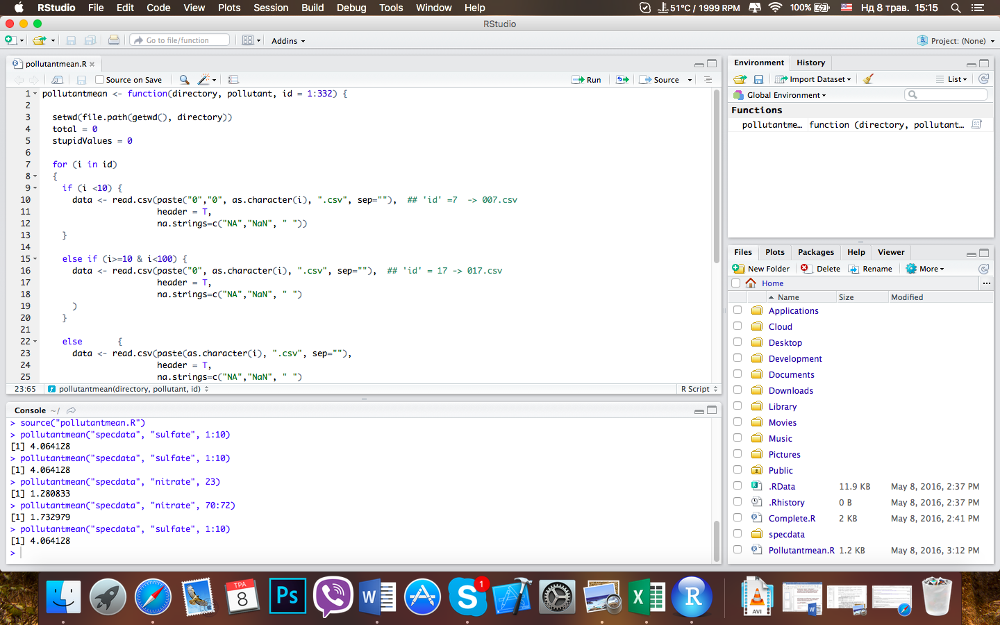 RStudio File Edit Code View Plots Session Build Debug Tools Window Help 51°C / 1999 RPM 100% Нд 8 трав. 15:15
RStudio
Go to file/function Addins Project: (None)
pollutantmean.R
Source on Save Run Source
1 pollutantmean <- function(directory, pollutant, id = 1:332) {
2
3 setwd(file.path(getwd(), directory))
4 total = 0
5 stupidValues = 0
6
7 for (i in id)
8 {
9 if (i <10) {
10 data <- read.csv(paste("0","0", as.character(i), ".csv", sep=""), ## 'id' =7 -> 007.csv
11 header = T,
12 na.strings=c("NA","NaN", " "))
13 }
14
15 else if (i>=10 & i<100) {
16 data <- read.csv(paste("0", as.character(i), ".csv", sep=""), ## 'id' = 17 -> 017.csv
17 header = T,
18 na.strings=c("NA","NaN", " ")
19 )
20 }
21
22 else {
23 data <- read.csv(paste(as.character(i), ".csv", sep=""),
24 header = T,
25 na.strings=c("NA","NaN", " ")
23:65 pollutantmean(directory, pollutant, id) R Script
Console ~/
> source("pollutantmean.R")
> pollutantmean("specdata", "sulfate", 1:10)
[1] 4.064128
> pollutantmean("specdata", "sulfate", 1:10)
[1] 4.064128
> pollutantmean("specdata", "nitrate", 23)
[1] 1.280833
> pollutantmean("specdata", "nitrate", 70:72)
[1] 1.732979
> pollutantmean("specdata", "sulfate", 1:10)
[1] 4.064128
>
Environment History
Import Dataset List
Global Environment
Functions
pollutantme… function (directory, pollutant…
Files Plots Packages Help Viewer
New Folder Delete Rename More
Home ...
Name Size Modified
Applications
Cloud
Desktop
Development
Documents
Downloads
Library
Movies
Music
Pictures
Public
.RData 11.9 KB May 8, 2016, 2:37 PM
.Rhistory 0 B May 8, 2016, 2:37 PM
Complete.R 2 KB May 8, 2016, 2:41 PM
specdata
Pollutantmean.R 1.2 KB May 8, 2016, 3:12 PM
ТРА
8
Ps
W
S
1
X
R
AVI